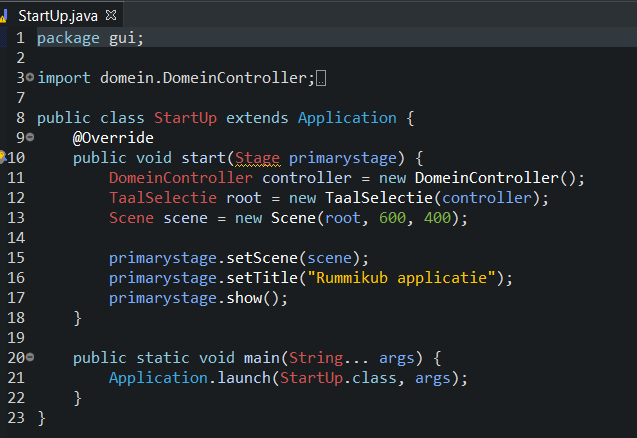 StartUp.java
1 package gui;
2
3 import domein.DomeinController;
7
8 public class StartUp extends Application {
9 @Override
10 public void start(Stage primarystage) {
11 DomeinController controller = new DomeinController();
12 TaalSelectie root = new TaalSelectie(controller);
13 Scene scene = new Scene(root, 600, 400);
14
15 primarystage.setScene(scene);
16 primarystage.setTitle("Rummikub applicatie");
17 primarystage.show();
18 }
19
20 public static void main(String... args) {
21 Application.launch(StartUp.class, args);
22 }
23 }